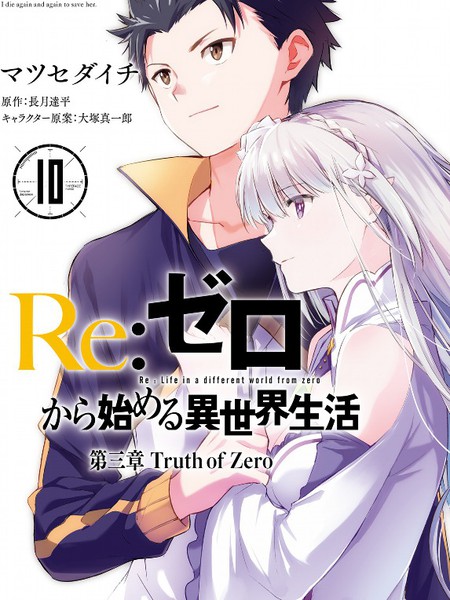 I die again and again to save her.
マツセダイチ
原作:長月達平
キャラクター原案:大塚真一郎
10
Re:ゼロ
Re : Life in a different world from zero
から始める異世界生活
第三章 Truth of Zero